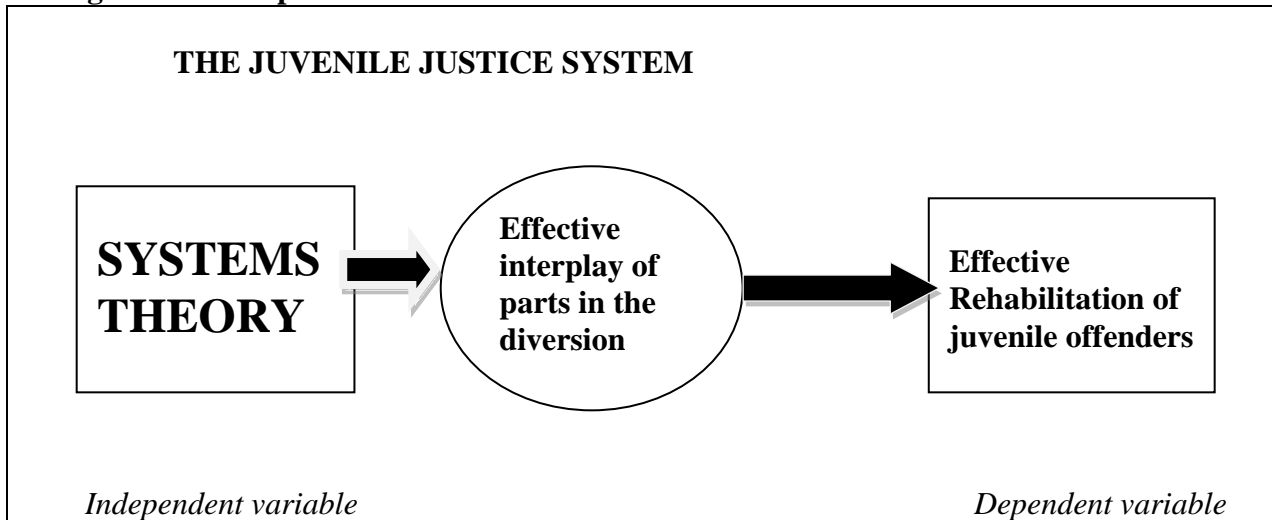 THE JUVENILE JUSTICE SYSTEM
SYSTEMS
THEORY
Effective
interplay of
parts in the
diversion
Effective
Rehabilitation of
juvenile offenders
Independent variable
Dependent variable